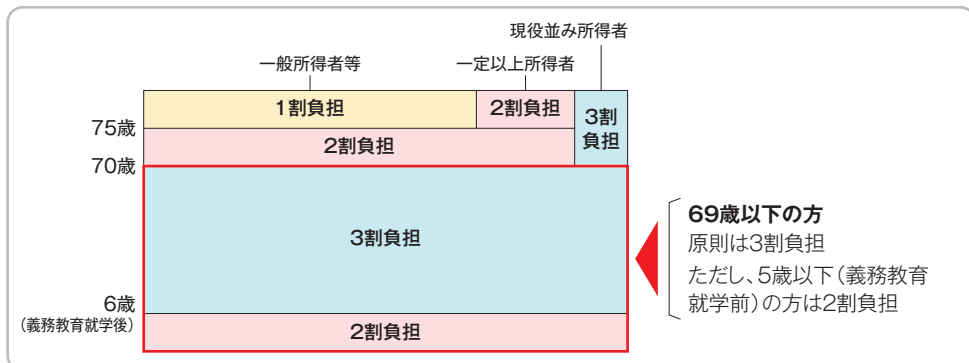 現役並み所得者
一般所得者等
一定以上所得者
1割負担
2割負担
3割
負担
75歳
2割負担
70歳
3割負担
69歳以下の方
原則は3割負担
ただし、5歳以下(義務教育
就学前)の方は2割負担
6歳
(義務教育就学後)
2割負担